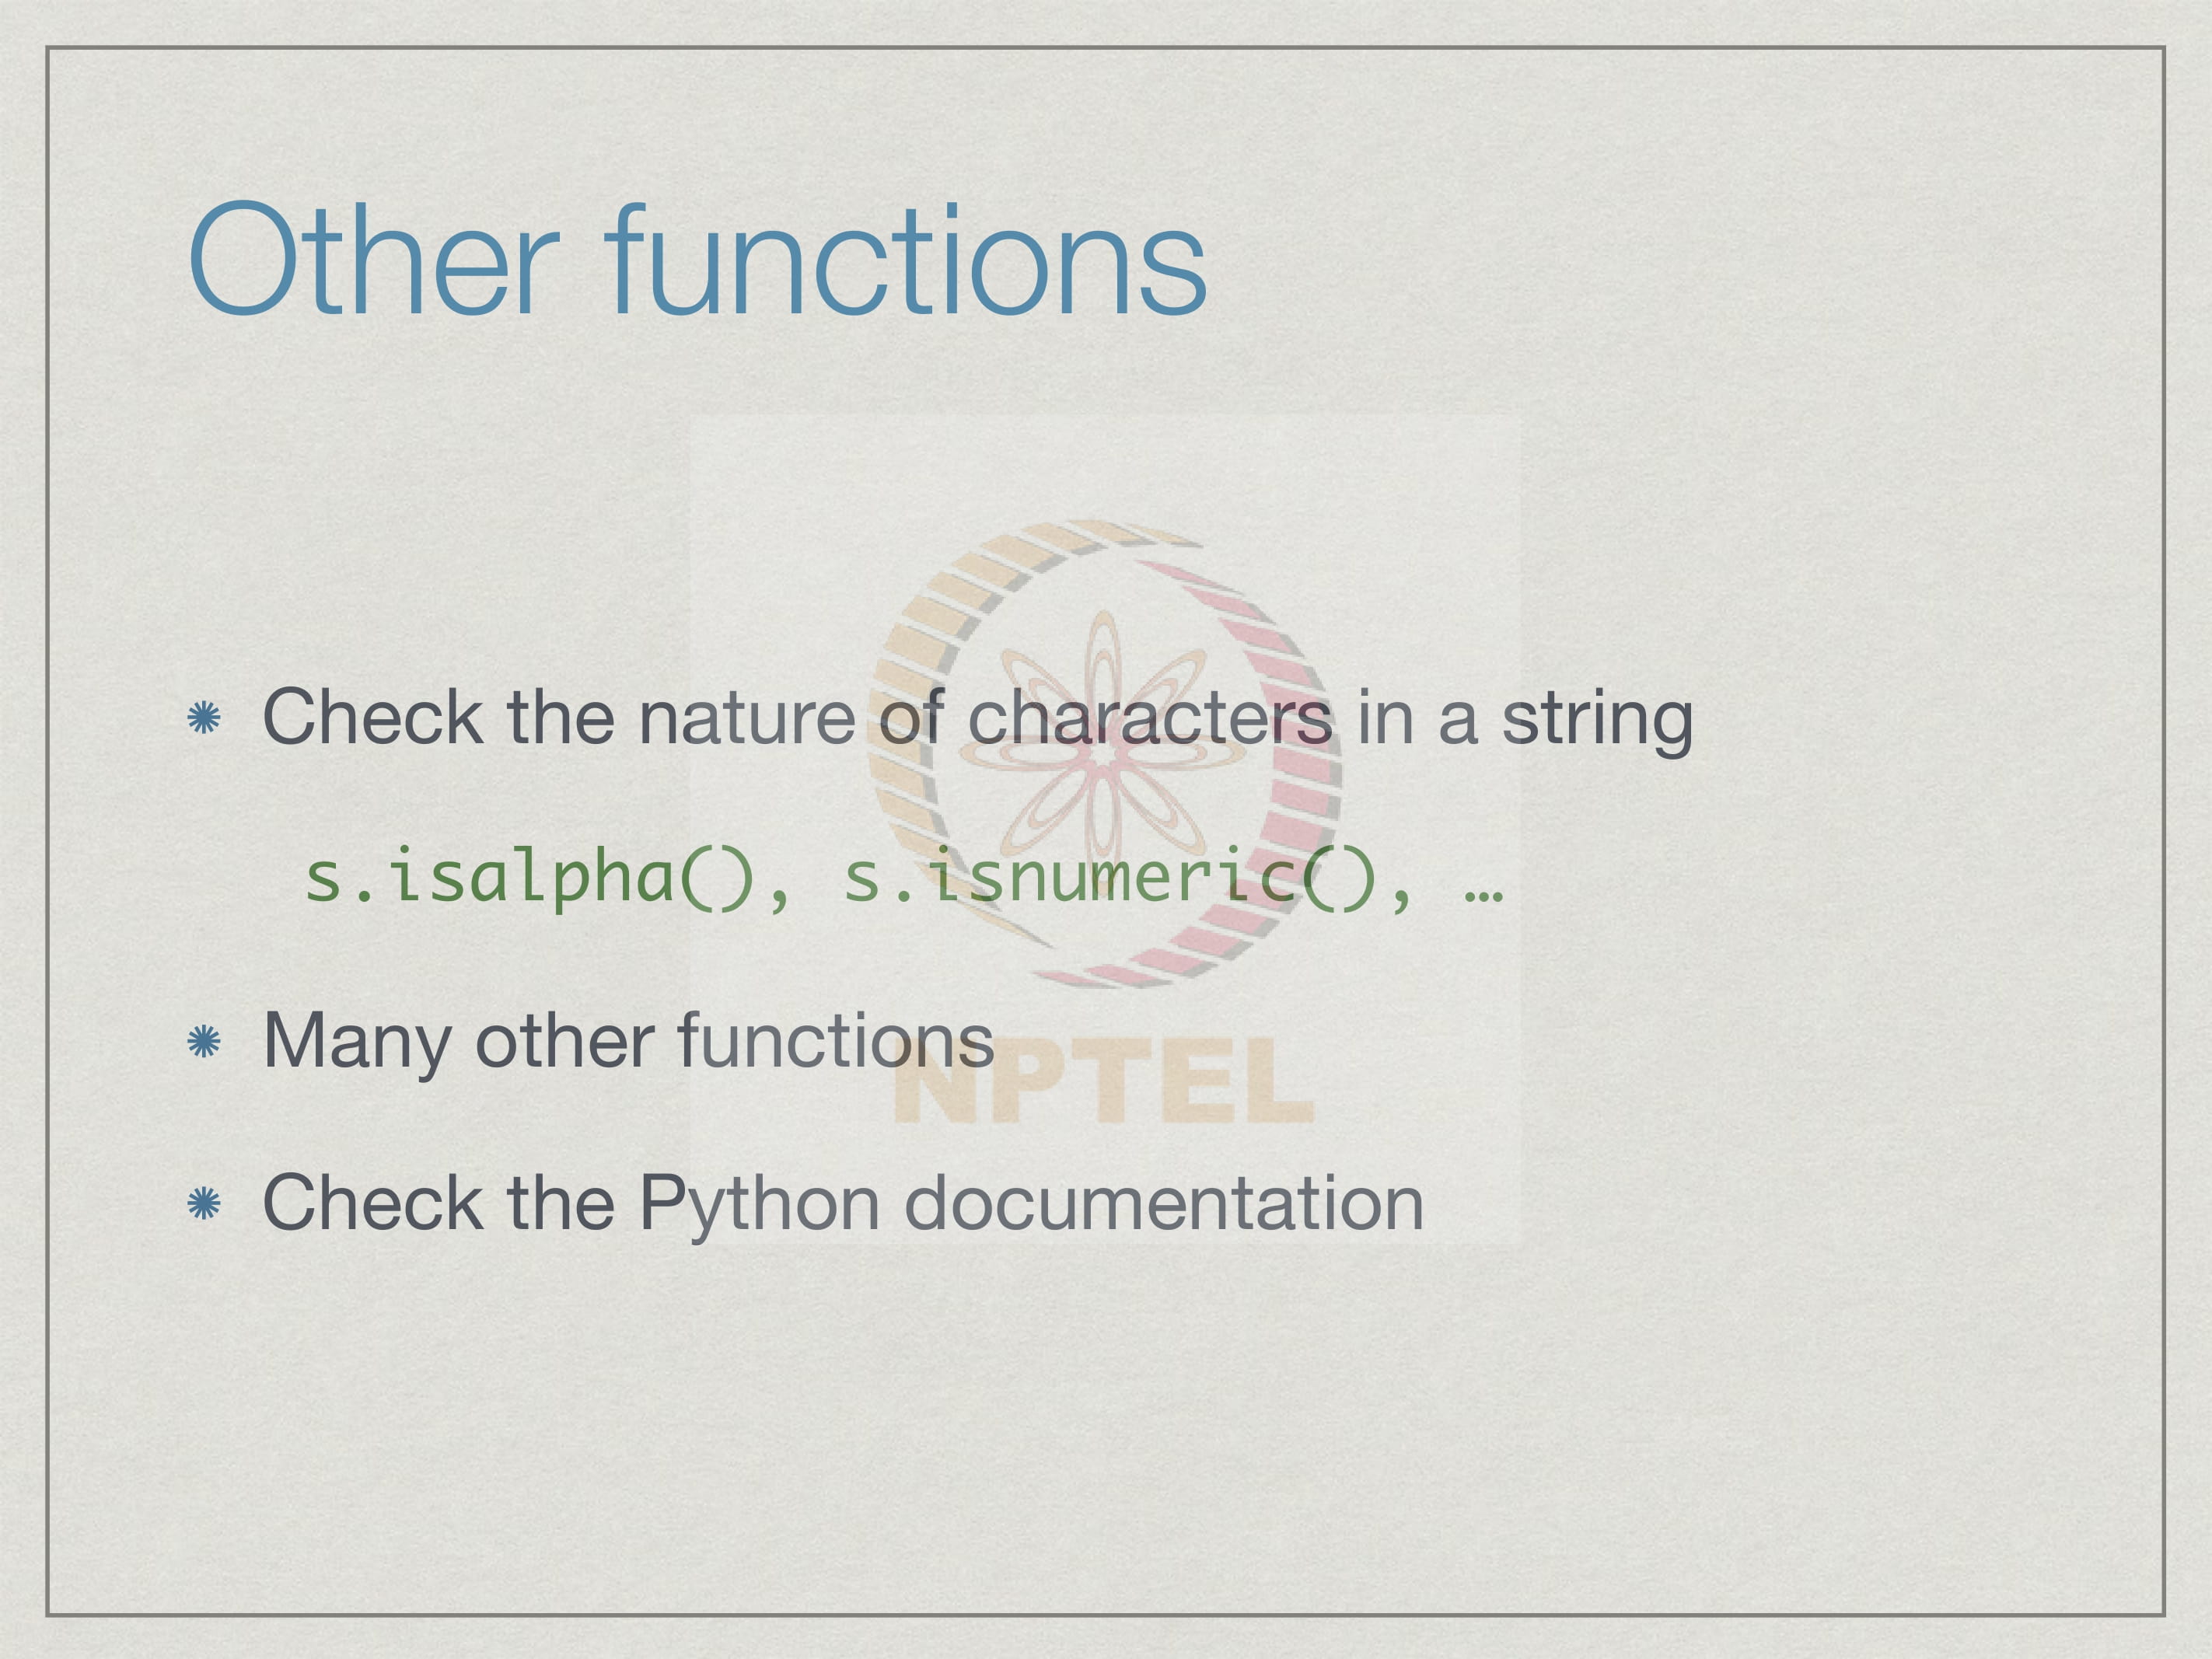 Other functions
Check the nature of characters in a string
s.isalpha(), s.isnumeric(), …
Many other functions
NPTEL
Check the Python documentation